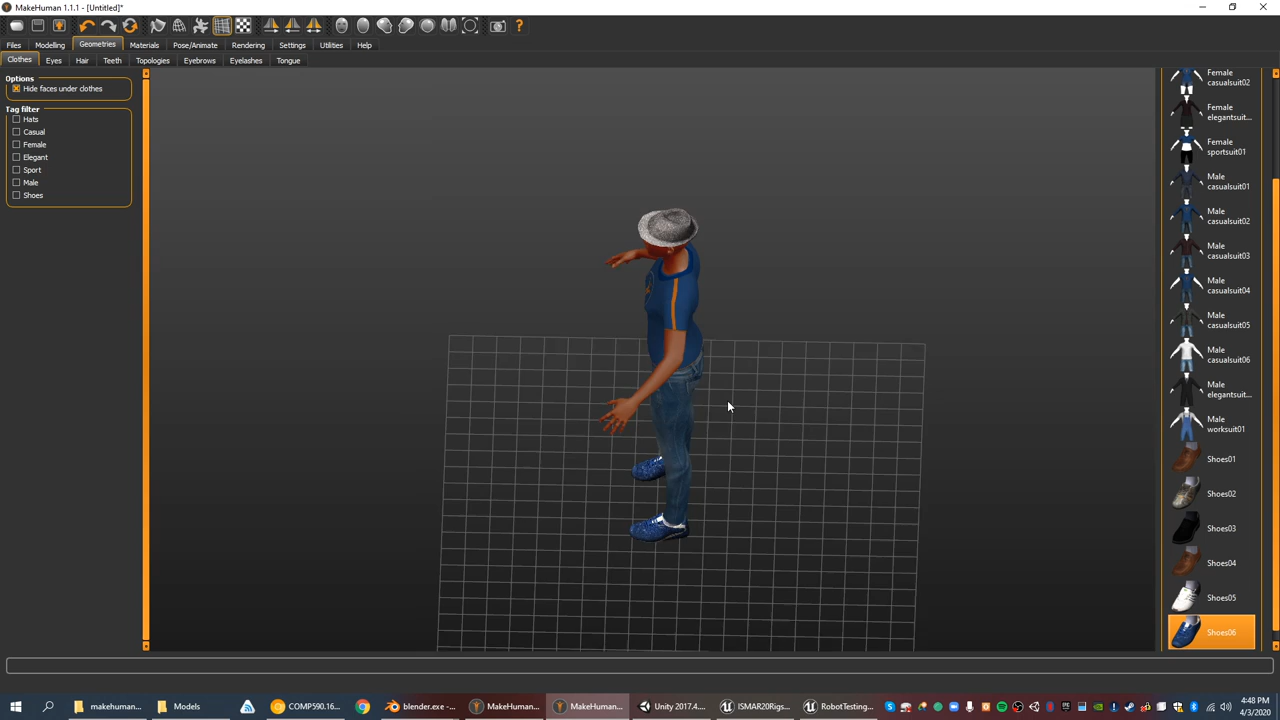 MakeHuman 1.1.1 - [Untitled]*
Files Modelling Geometries Materials Pose/Animate Rendering Settings Utilities Help
Clothes Eyes Hair Teeth Topologies Eyebrows Eyelashes Tongue
Options
Hide faces under clothes
Tag filter
Hats
Casual
Female
Elegant
Sport
Male
Shoes
Female
casualsuit02
Female
elegantsuit...
Female
sportsuit01
Male
casualsuit01
Male
casualsuit02
Male
casualsuit03
Male
casualsuit04
Male
casualsuit05
Male
casualsuit06
Male
elegantsuit...
Male
worksuit01
Shoes01
Shoes02
Shoes03
Shoes04
Shoes05
Shoes06
makehuman... Models COMP590.16... blender.exe -... MakeHuman... MakeHuman... Unity 2017.4.... ISMAR20Rigs... RobotTesting...
4:48 PM
4/3/2020